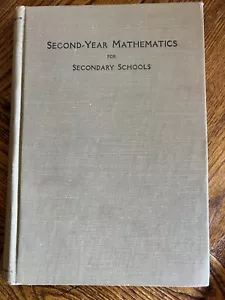 SECOND-YEAR MATHEMATICS
FOR
SECONDARY SCHOOLS